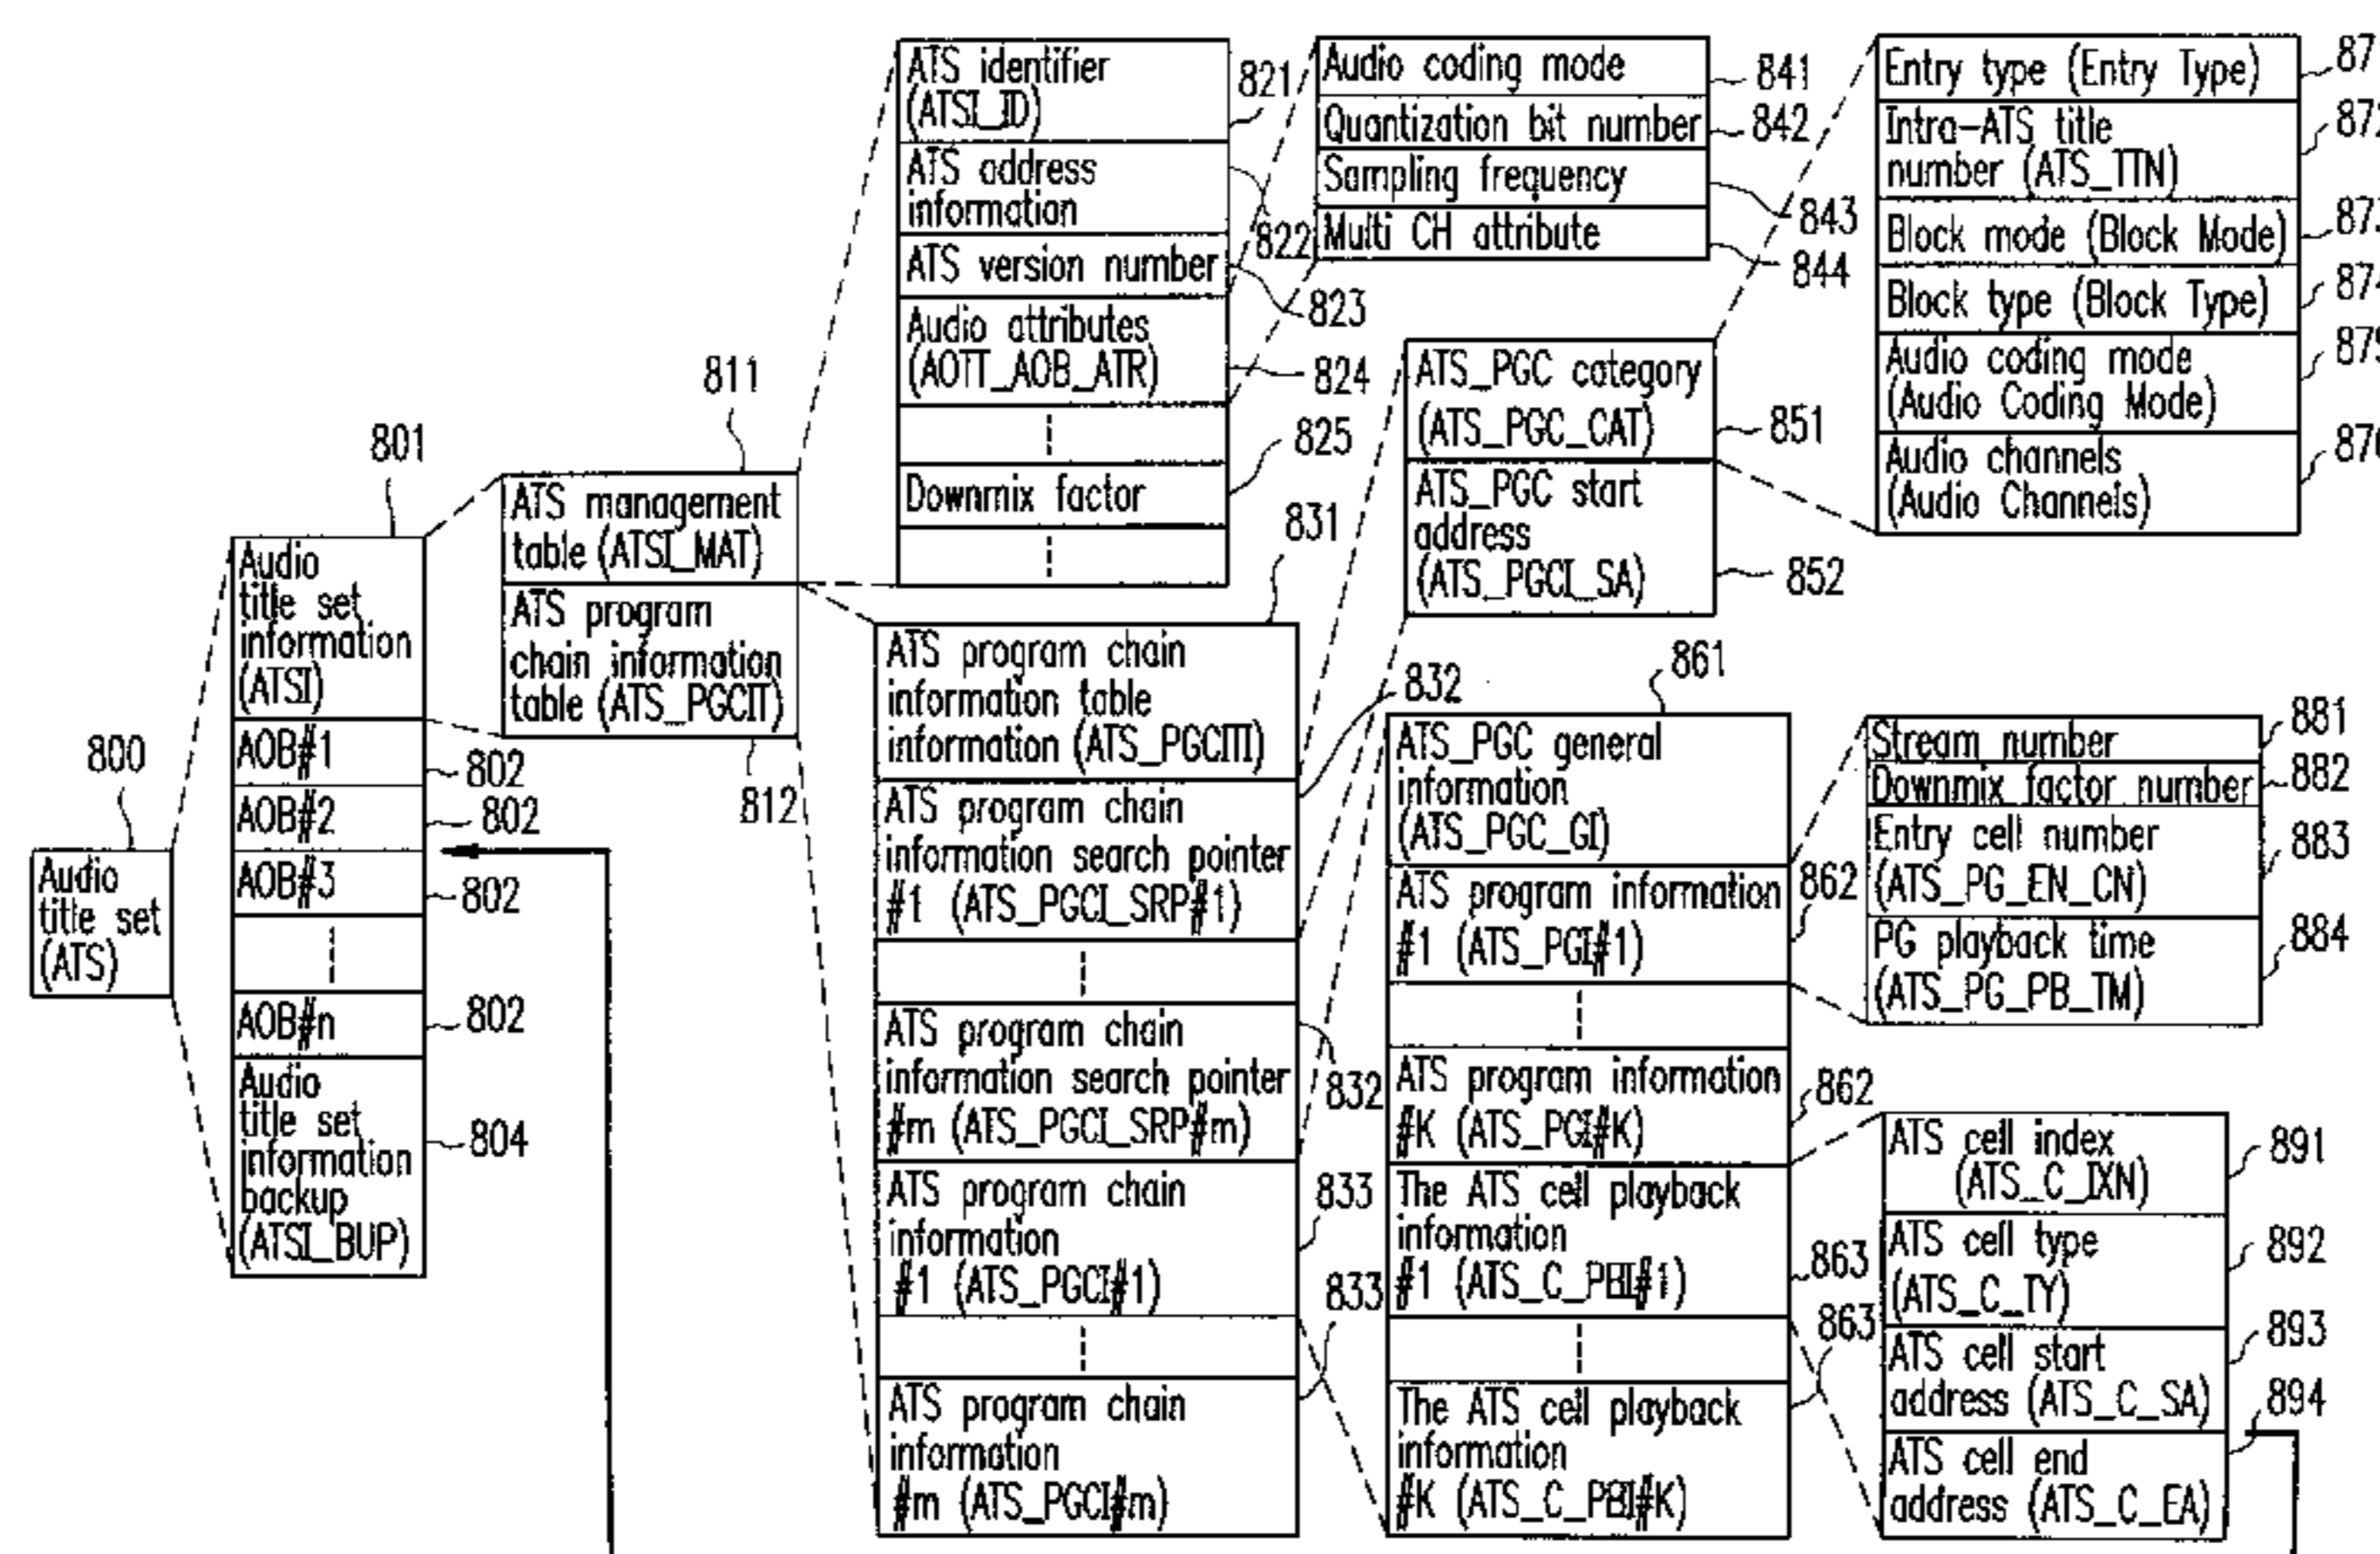 800
Audio
title set
(ATS)
801
Audio
title set
information
(ATSI)
AOB#1
802
AOB#2
802
AOB#3
802
AOB#n
802
Audio
title set
information
backup
(ATSI_BUP)
804
811
ATS management
table (ATSI_MAT)
ATS program
chain information
table (ATS_PGCIT)
812
ATS identifier
(ATSI_ID)
821
ATS address
information
822
ATS version number
823
Audio attributes
(AOTT_AOB_ATR)
824
825
Downmix factor
831
ATS program chain
information table
information (ATS_PGCITI)
832
ATS program chain
information search pointer
#1 (ATS_PGCI_SRP#1)
ATS program chain
information search pointer
#m (ATS_PGCI_SRP#m)
832
ATS program chain
information
#1 (ATS_PGCI#1)
833
ATS program chain
information
#m (ATS_PGCI#m)
833
Audio coding mode
841
Quantization bit number
842
Sampling frequency
843
Multi CH attribute
844
ATS_PGC category
(ATS_PGC_CAT)
851
ATS_PGC start
address
(ATS_PGCI_SA)
852
861
ATS_PGC general
information
(ATS_PGC_GI)
ATS program information
#1 (ATS_PGI#1)
862
ATS program information
#K (ATS_PGI#K)
862
The ATS cell playback
information
#1 (ATS_C_PBI#1)
863
The ATS cell playback
information
#K (ATS_C_PBI#K)
863
Entry type (Entry Type)
Intra-ATS title
number (ATS_TTN)
Block mode (Block Mode)
Block type (Block Type)
Audio coding mode
(Audio Coding Mode)
Audio channels
(Audio Channels)
Stream number
881
Downmix factor number
882
Entry cell number
(ATS_PG_EN_CN)
883
PG playback time
(ATS_PG_PB_TM)
884
ATS cell index
(ATS_C_IXN)
891
ATS cell type
(ATS_C_TY)
892
ATS cell start
address (ATS_C_SA)
893
ATS cell end
address (ATS_C_EA)
894